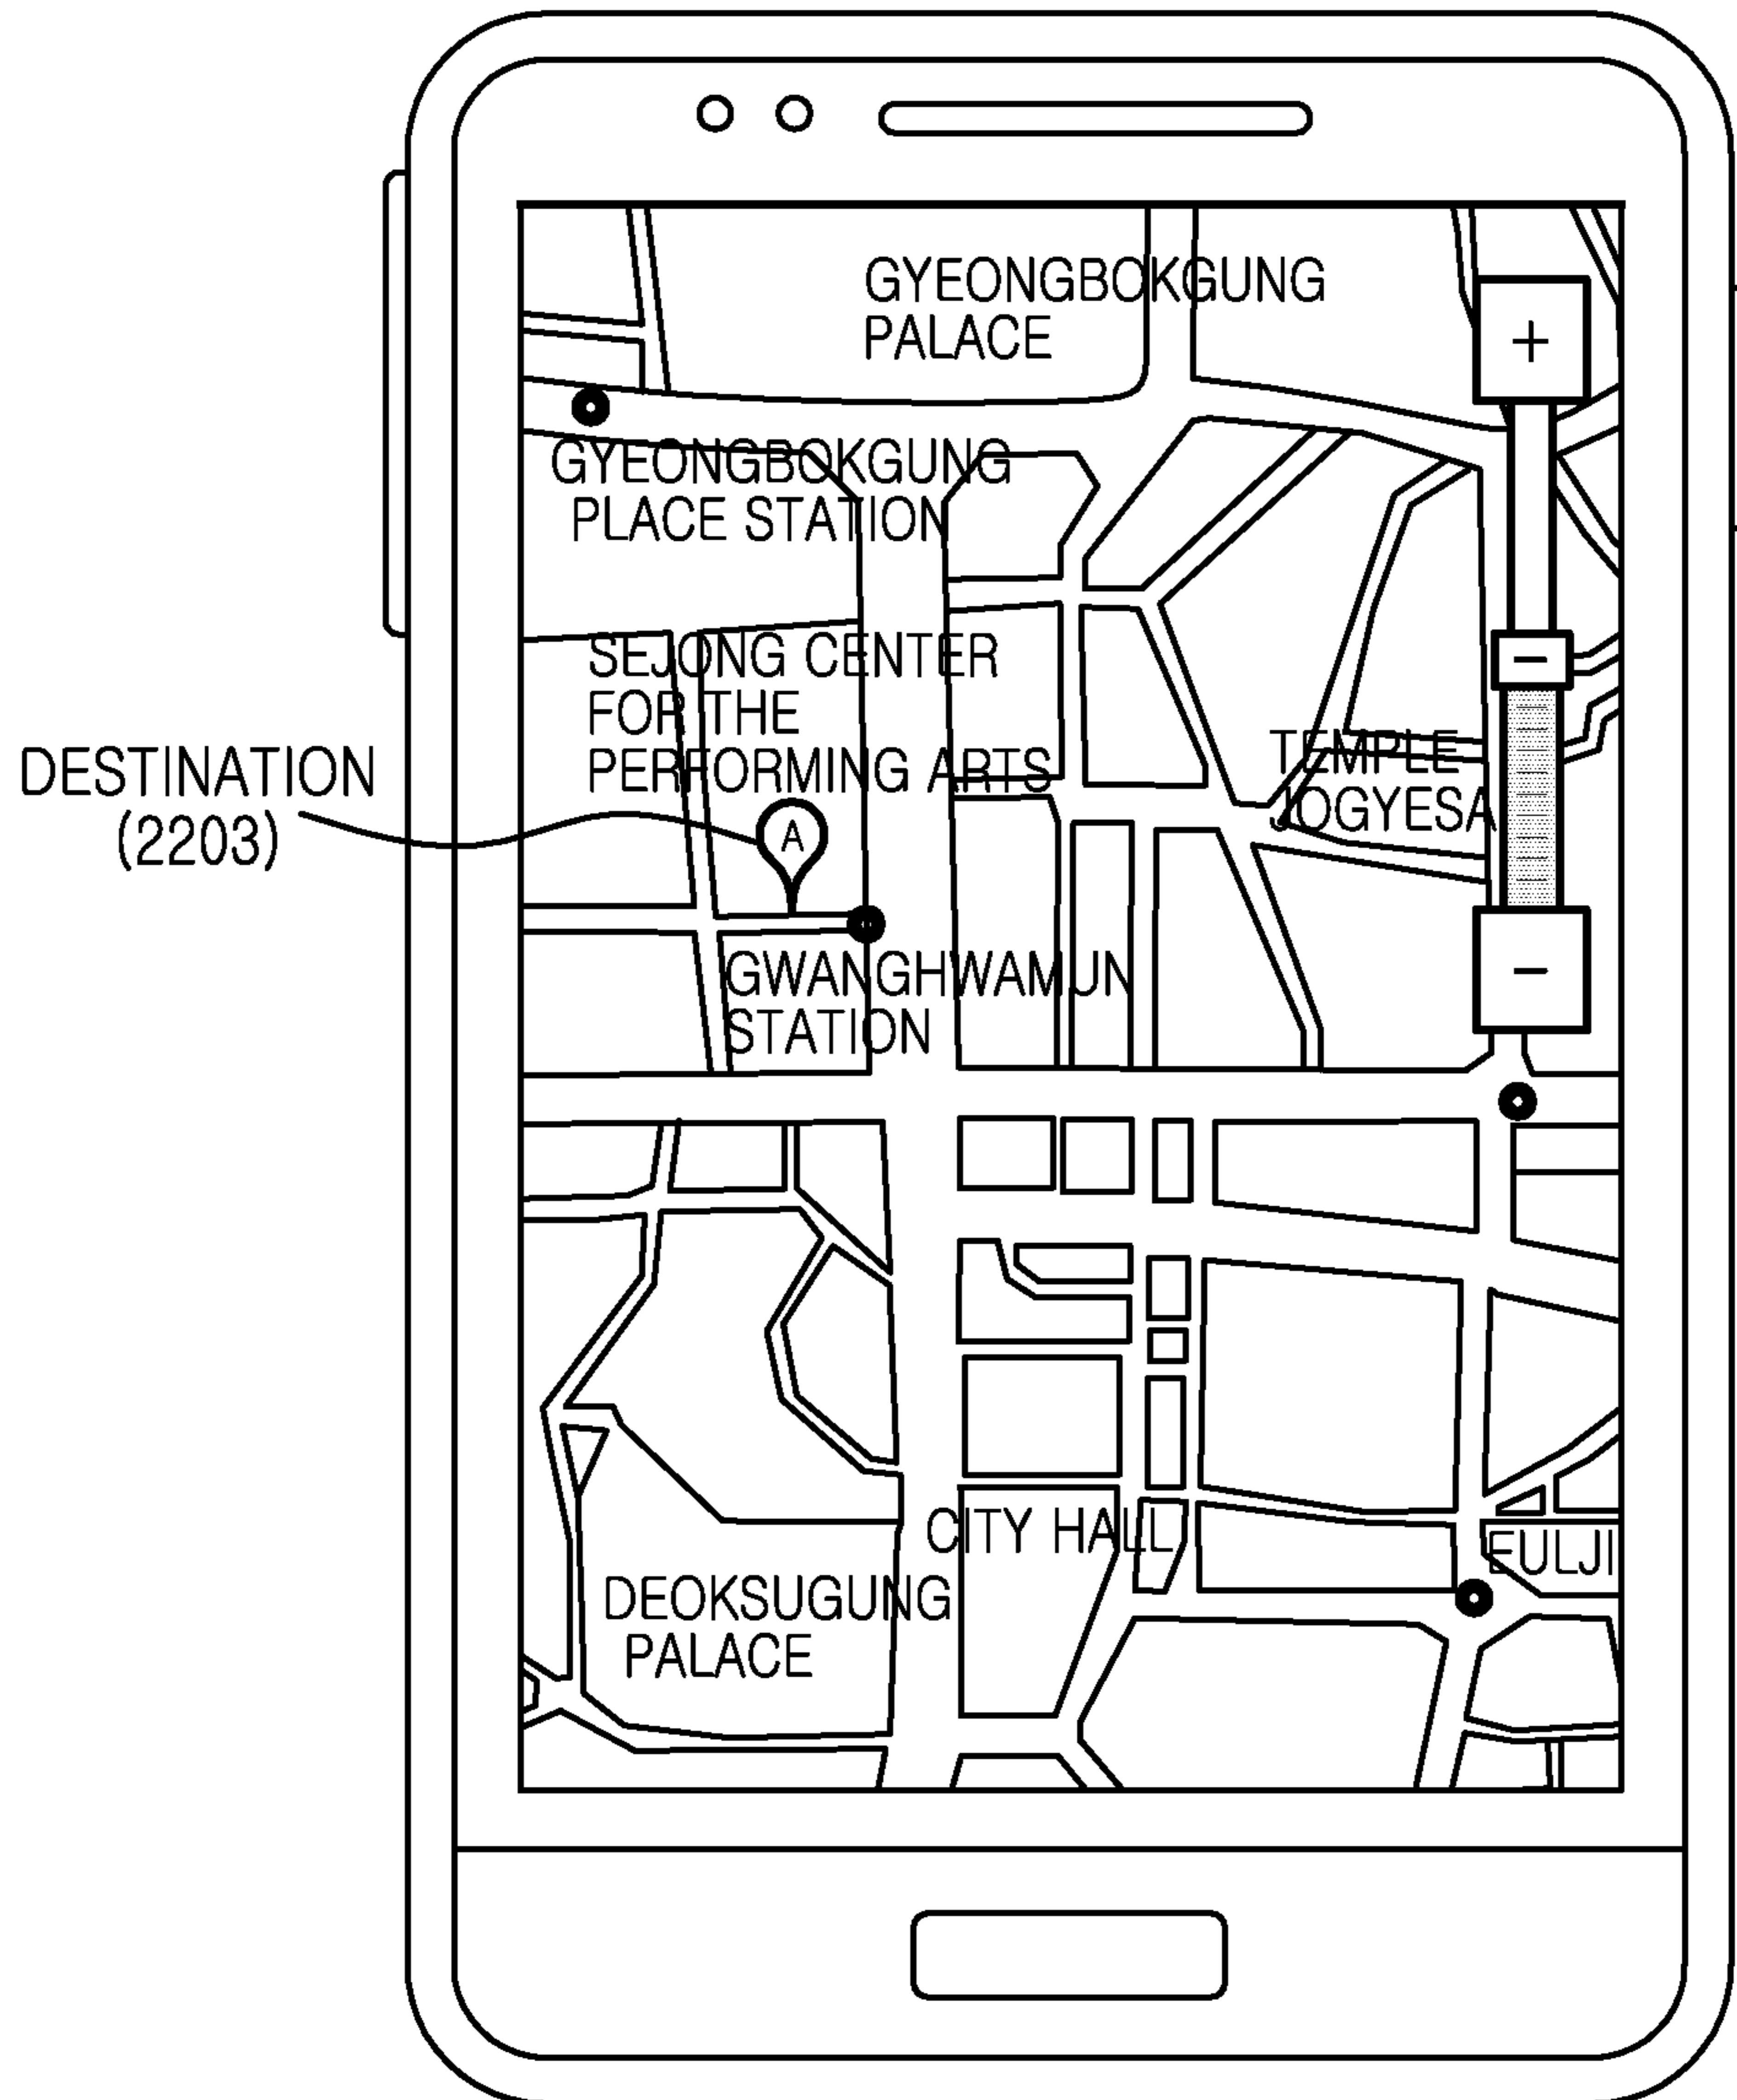 GYEONGBOKGUNG
PALACE
+
GYEONGBOKGUNG
PLACE STATION
SEJONG CENTER
FOR THE
PERFORMING ARTS
−
TEMPLE
JOGYESA
DESTINATION
(2203)
A
GWANGHWAMUN
STATION
−
CITY HALL
EULJI
DEOKSUGUNG
PALACE